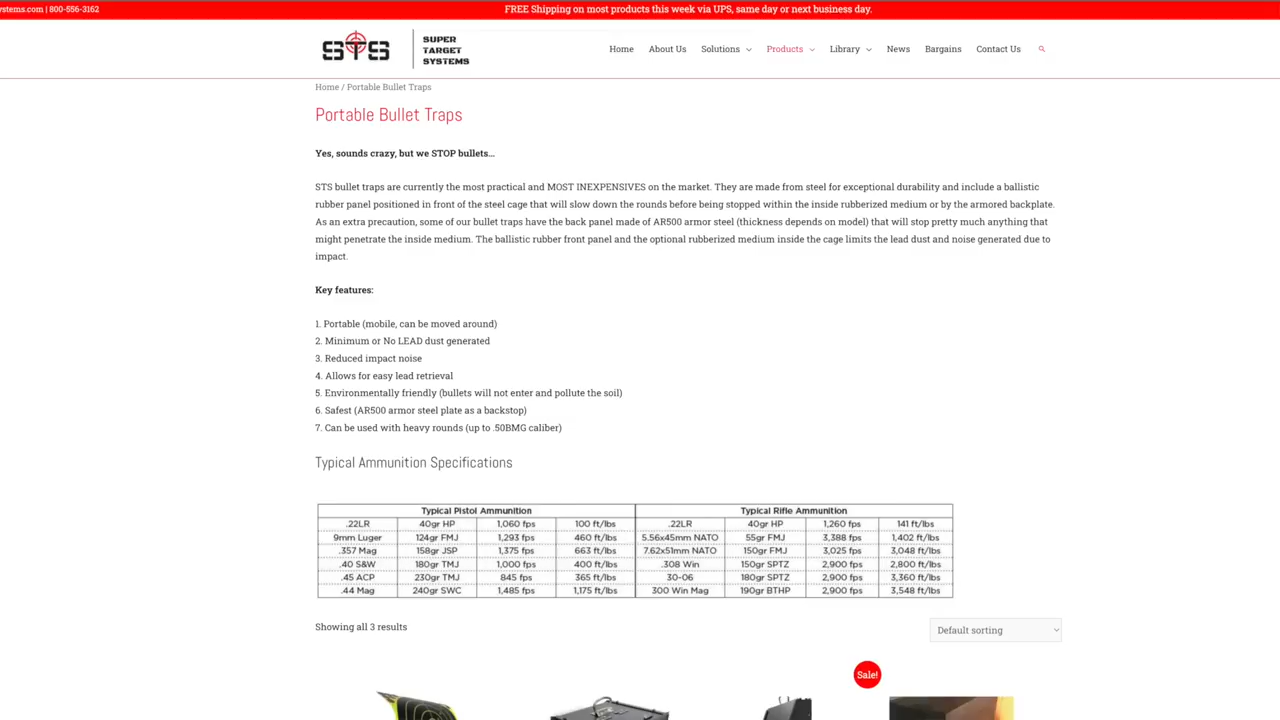 ystems.com | 800-556-3162
FREE Shipping on most products this week via UPS, same day or next business day.
STS
SUPER
TARGET
SYSTEMS
Home About Us Solutions Products Library News Bargains Contact Us
Home / Portable Bullet Traps
Portable Bullet Traps
Yes, sounds crazy, but we STOP bullets…
STS bullet traps are currently the most practical and MOST INEXPENSIVES on the market. They are made from steel for exceptional durability and include a ballistic
rubber panel positioned in front of the steel cage that will slow down the rounds before being stopped within the inside rubberized medium or by the armored backplate.
As an extra precaution, some of our bullet traps have the back panel made of AR500 armor steel (thickness depends on model) that will stop pretty much anything that
might penetrate the inside medium. The ballistic rubber front panel and the optional rubberized medium inside the cage limits the lead dust and noise generated due to
impact.
Key features:
1. Portable (mobile, can be moved around)
2. Minimum or No LEAD dust generated
3. Reduced impact noise
4. Allows for easy lead retrieval
5. Environmentally friendly (bullets will not enter and pollute the soil)
6. Safest (AR500 armor steel plate as a backstop)
7. Can be used with heavy rounds (up to .50BMG caliber)
Typical Ammunition Specifications
Typical Pistol Ammunition Typical Rifle Ammunition
.22LR 40gr HP 1,060 fps 100 ft/lbs .22LR 40gr HP 1,260 fps 141 ft/lbs
9mm Luger 124gr FMJ 1,293 fps 460 ft/lbs 5.56x45mm NATO 55gr FMJ 3,388 fps 1,402 ft/lbs
.357 Mag 158gr JSP 1,375 fps 663 ft/lbs 7.62x51mm NATO 150gr FMJ 3,025 fps 3,048 ft/lbs
.40 S&W 180gr TMJ 1,000 fps 400 ft/lbs .308 Win 150gr SPTZ 2,900 fps 2,800 ft/lbs
.45 ACP 230gr TMJ 845 fps 365 ft/lbs 30-06 180gr SPTZ 2,900 fps 3,360 ft/lbs
.44 Mag 240gr SWC 1,485 fps 1,175 ft/lbs 300 Win Mag 190gr BTHP 2,900 fps 3,548 ft/lbs
Showing all 3 results
Default sorting
Sale!